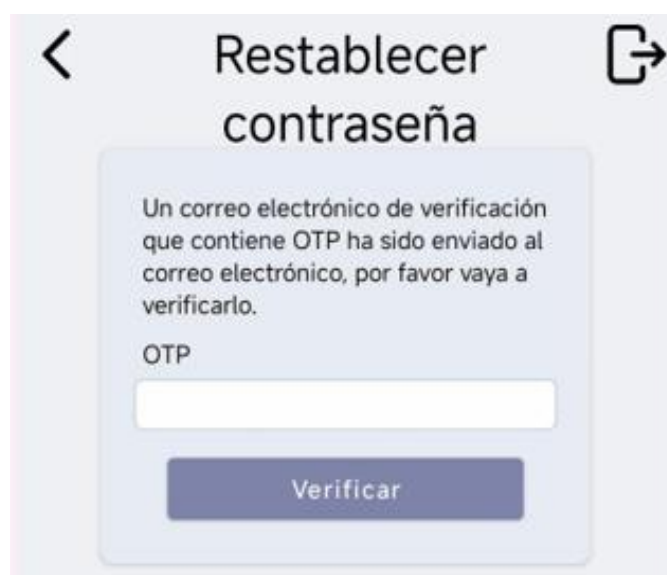 Restablecer
contraseña
Un correo electrónico de verificación
que contiene OTP ha sido enviado al
correo electrónico, por favor vaya a
verificarlo.
OTP
Verificar